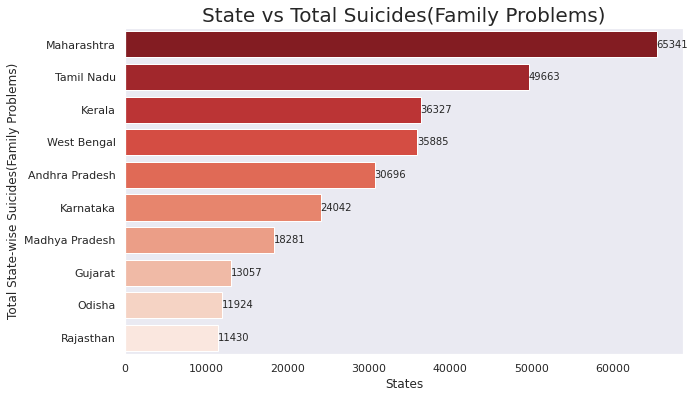 State vs Total Suicides(Family Problems)
Total State-wise Suicides(Family Problems)
Maharashtra 65341
Tamil Nadu 49663
Kerala 36327
West Bengal 35885
Andhra Pradesh 30696
Karnataka 24042
Madhya Pradesh 18281
Gujarat 13057
Odisha 11924
Rajasthan 11430
0 10000 20000 30000 40000 50000 60000
States